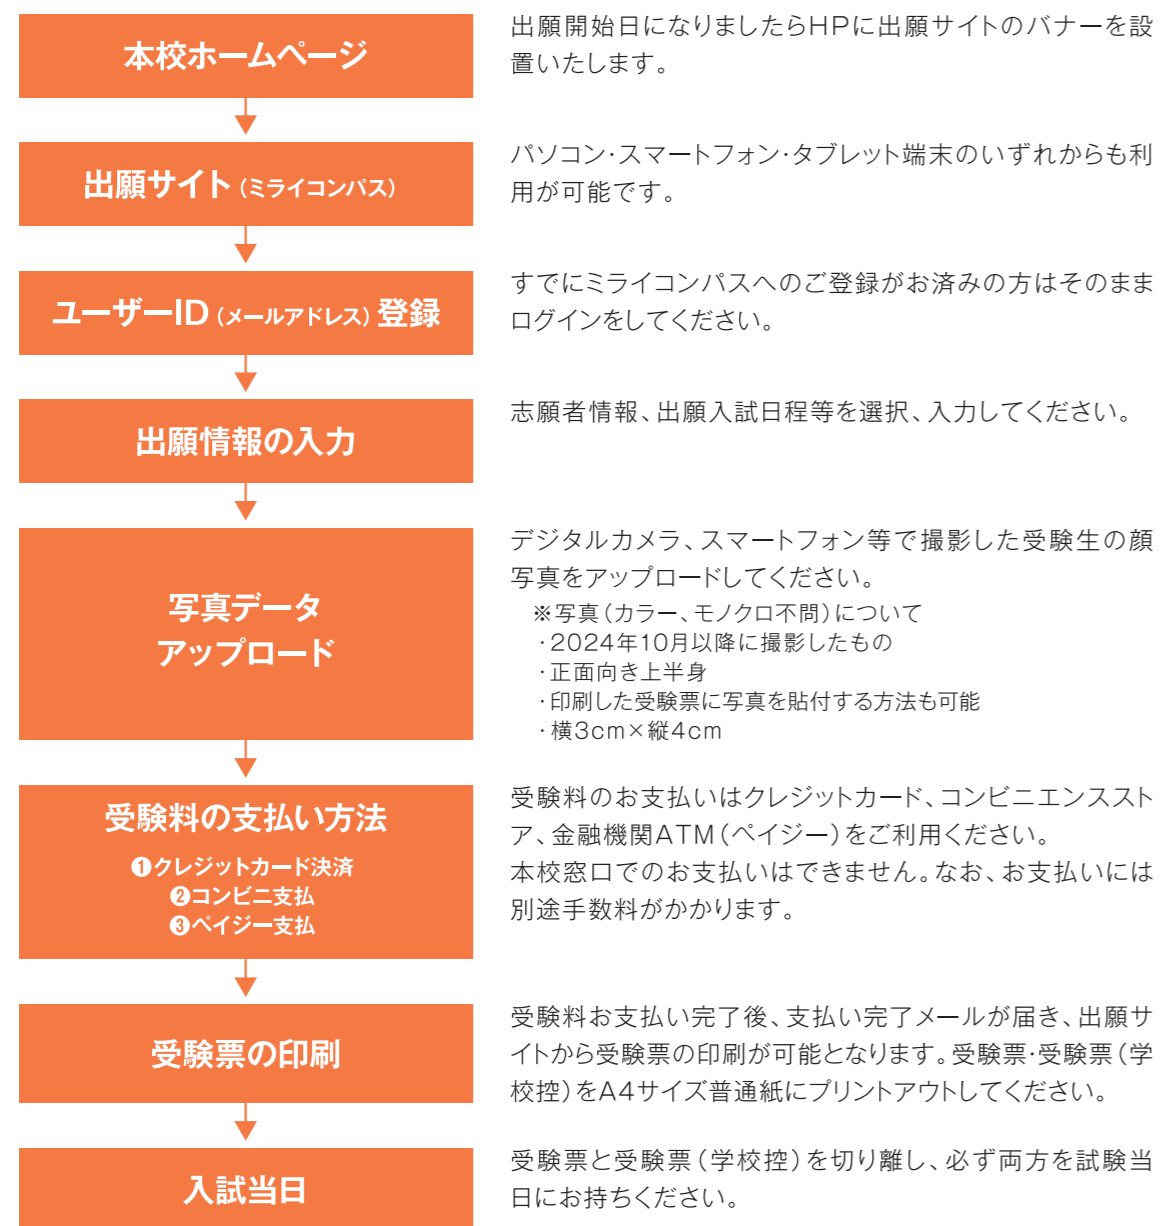 本校ホームページ
出願開始日になりましたらHPに出願サイトのバナーを設
置いたします。
出願サイト（ミライコンパス）
パソコン・スマートフォン・タブレット端末のいずれからも利
用が可能です。
ユーザーID（メールアドレス）登録
すでにミライコンパスへのご登録がお済みの方はそのまま
ログインをしてください。
出願情報の入力
志願者情報、出願入試日程等を選択、入力してください。
写真データ
アップロード
デジタルカメラ、スマートフォン等で撮影した受験生の顔
写真をアップロードしてください。
※写真（カラー、モノクロ不問）について
・2024年10月以降に撮影したもの
・正面向き上半身
・印刷した受験票に写真を貼付する方法も可能
・横3cm×縦4cm
受験料の支払い方法
❶クレジットカード決済
❷コンビニ支払
❸ペイジー支払
受験料のお支払いはクレジットカード、コンビニエンススト
ア、金融機関ATM（ペイジー）をご利用ください。
本校窓口でのお支払いはできません。なお、お支払いには
別途手数料がかかります。
受験票の印刷
受験料お支払い完了後、支払い完了メールが届き、出願サ
イトから受験票の印刷が可能となります。受験票・受験票（学
校控）をA4サイズ普通紙にプリントアウトしてください。
入試当日
受験票と受験票（学校控）を切り離し、必ず両方を試験当
日にお持ちください。